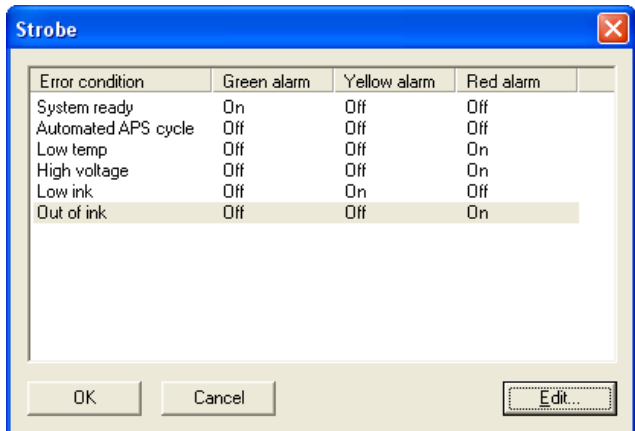 Strobe
Error condition Green alarm Yellow alarm Red alarm
System ready On Off Off
Automated APS cycle Off Off Off
Low temp Off Off On
High voltage Off Off On
Low ink Off On Off
Out of ink Off Off On
OK Cancel Edit...